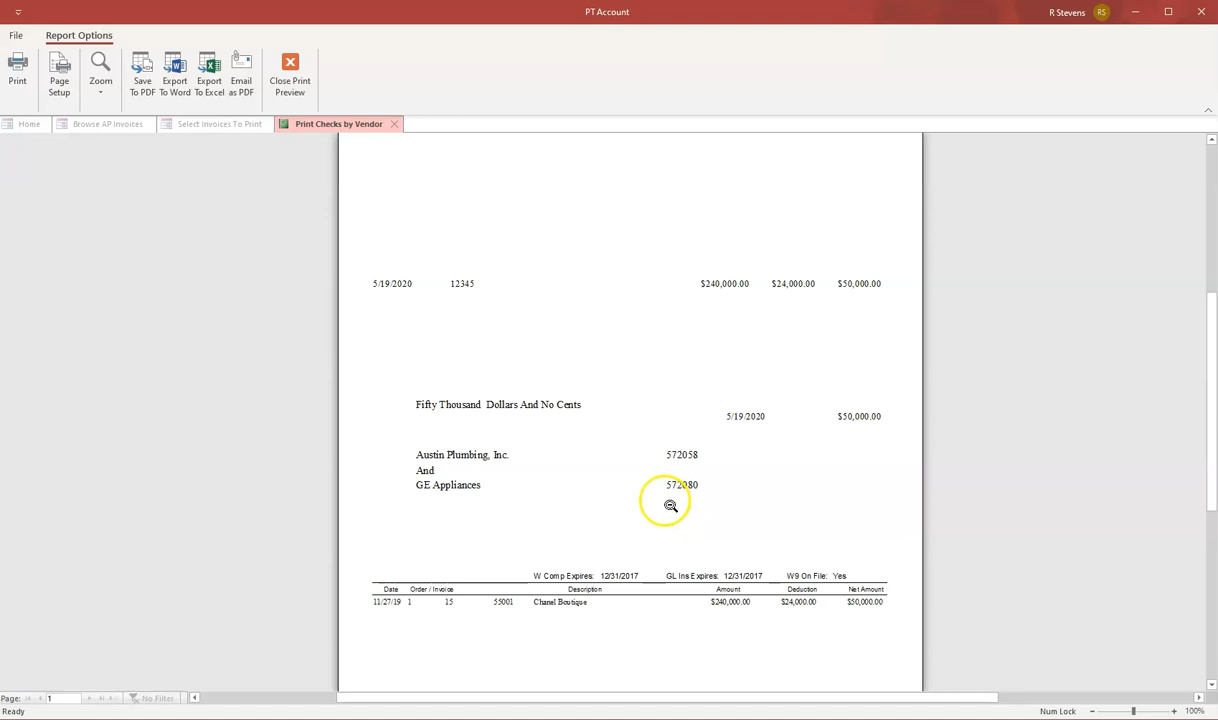 PT Account
R Stevens RS
File Report Options
Print
Page Setup
Zoom
Save To PDF
Export To Word
Export To Excel
Email as PDF
Close Print Preview
Home Browse AP Invoices Select Invoices To Print Print Checks by Vendor
5/19/2020 12345 $240,000.00 $24,000.00 $50,000.00
Fifty Thousand Dollars And No Cents
5/19/2020 $50,000.00
Austin Plumbing, Inc. 572058
And
GE Appliances 572080
W Comp Expires: 12/31/2017 GL Ins Expires: 12/31/2017 W9 On File: Yes
Date Order / Invoice Description Amount Deduction Net Amount
11/27/19 1 15 55001 Chanel Boutique $240,000.00 $24,000.00 $50,000.00
Page: 1 No Filter
Ready Num Lock 100%